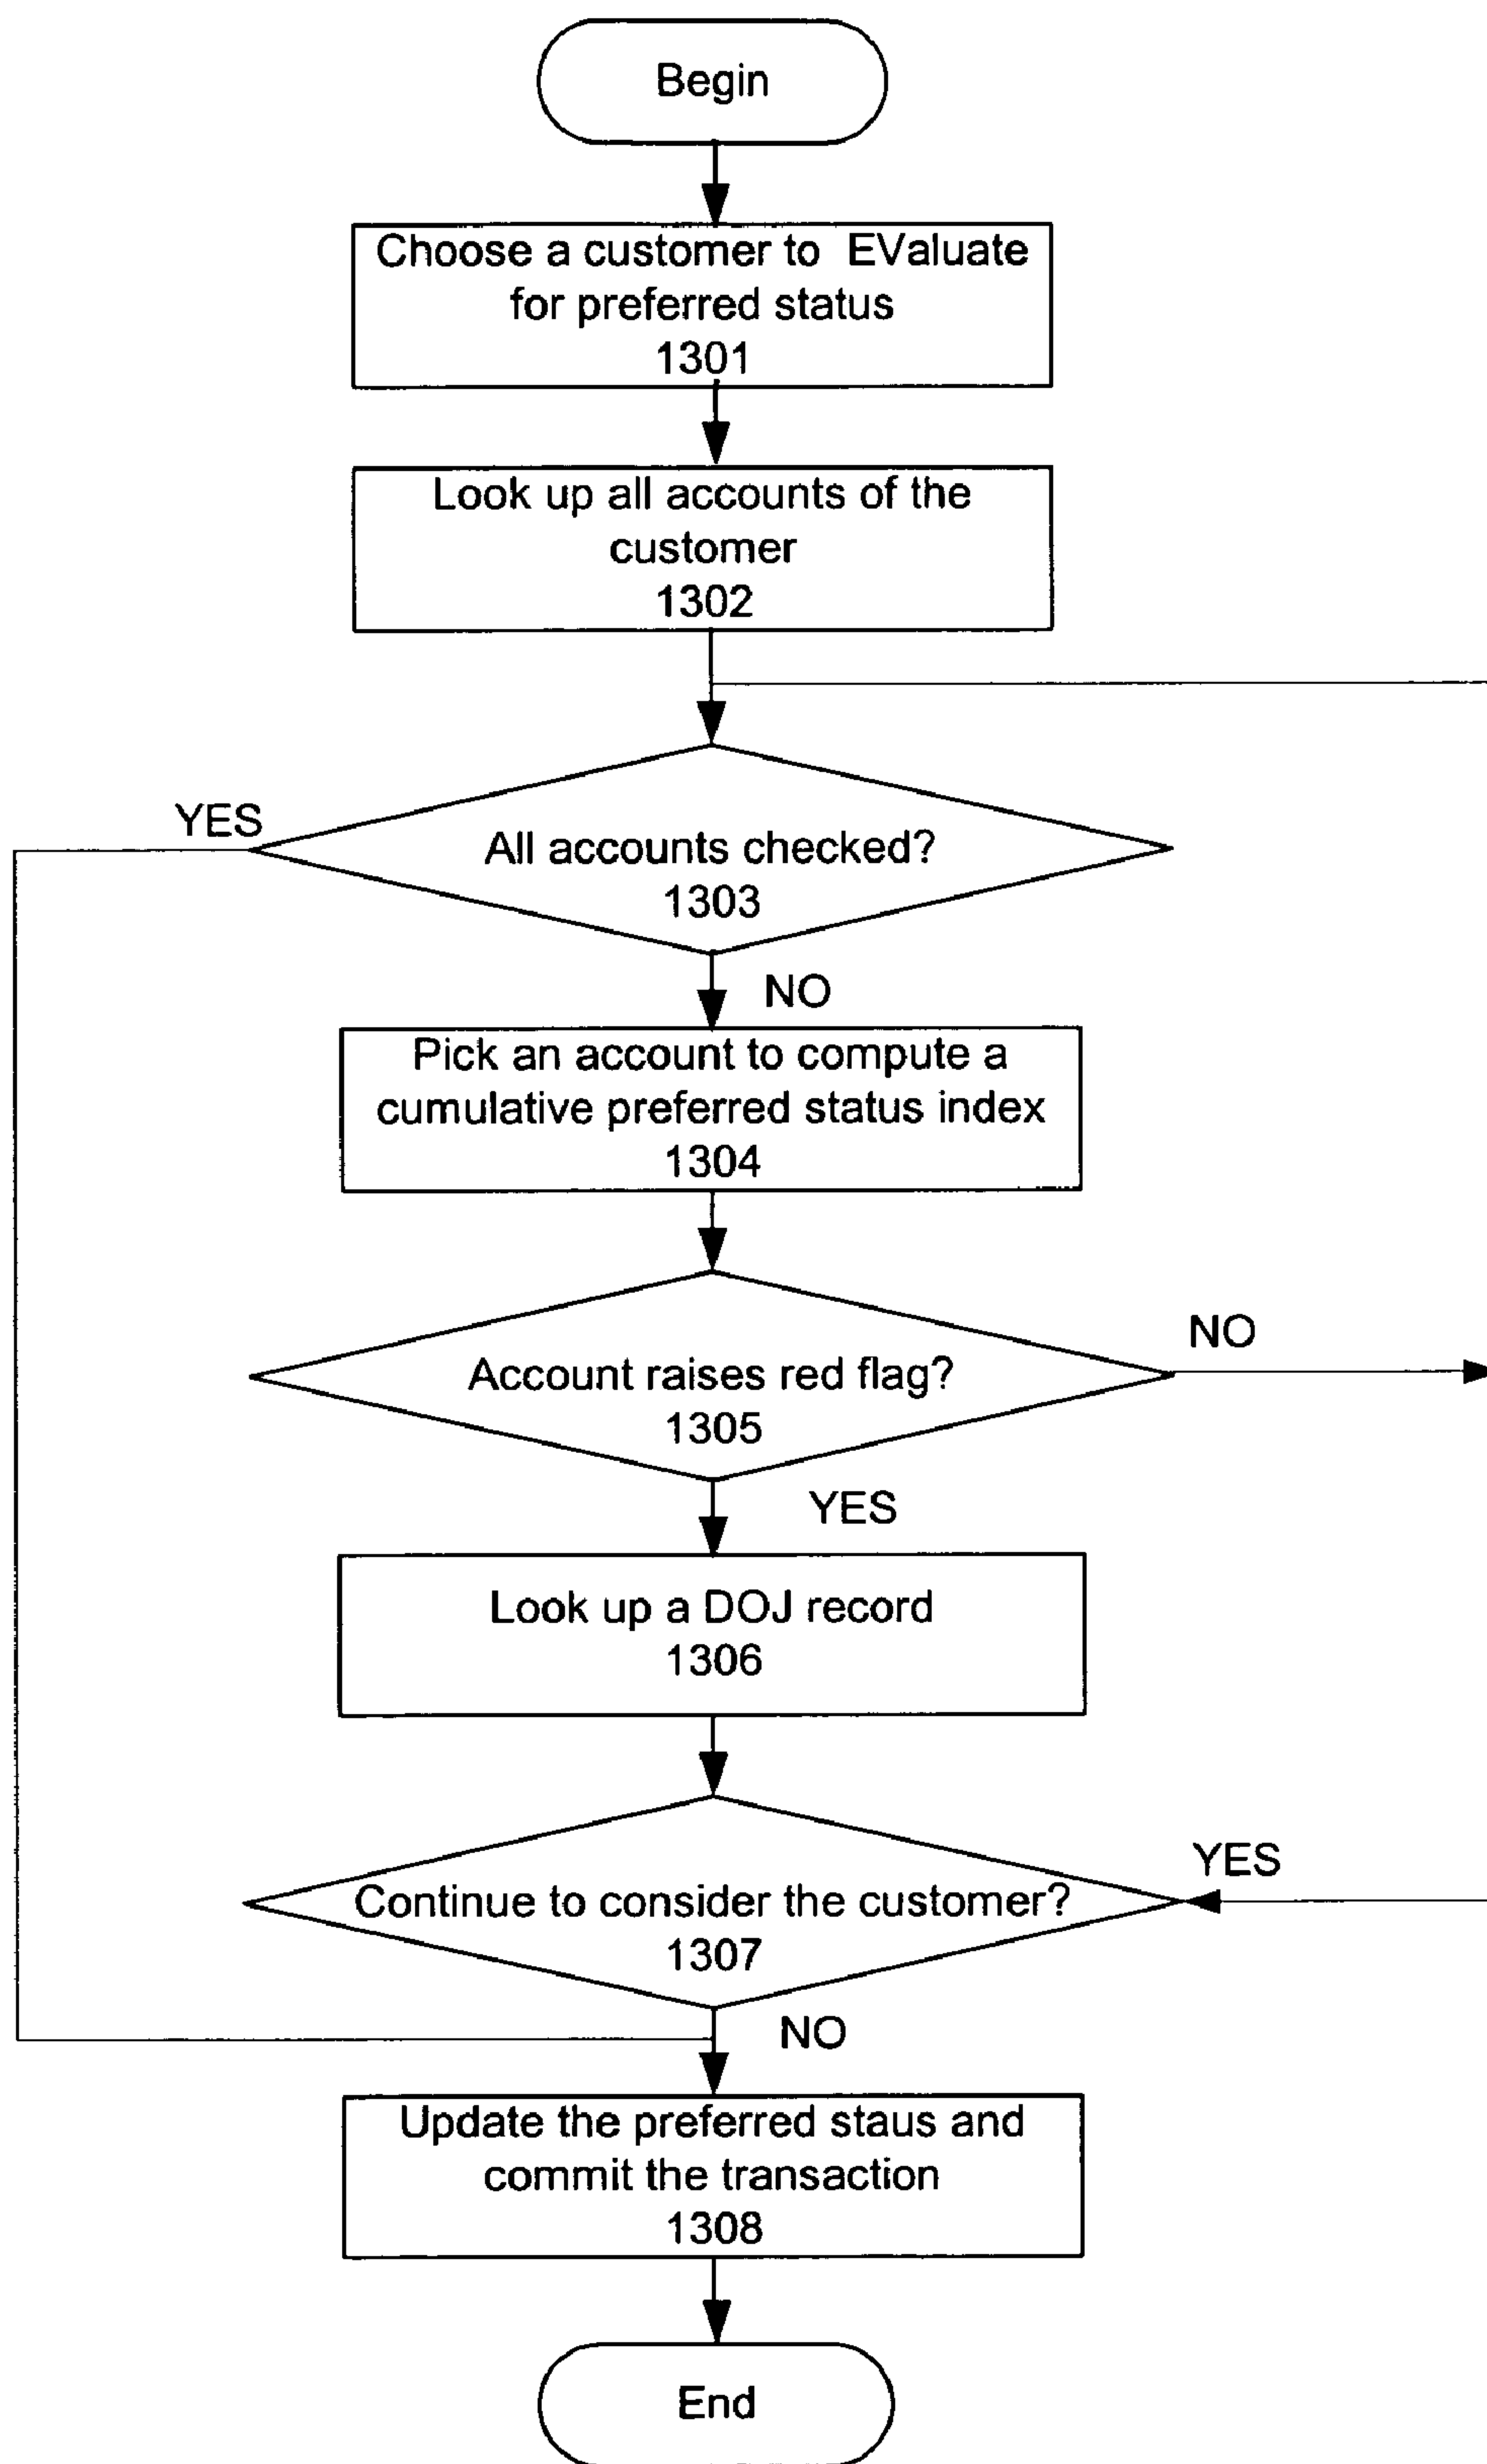 Begin
Choose a customer to EValuate
for preferred status
1301
Look up all accounts of the
customer
1302
YES
All accounts checked?
1303
NO
Pick an account to compute a
cumulative preferred status index
1304
NO
Account raises red flag?
1305
YES
Look up a DOJ record
1306
YES
Continue to consider the customer?
1307
NO
Update the preferred staus and
commit the transaction
1308
End